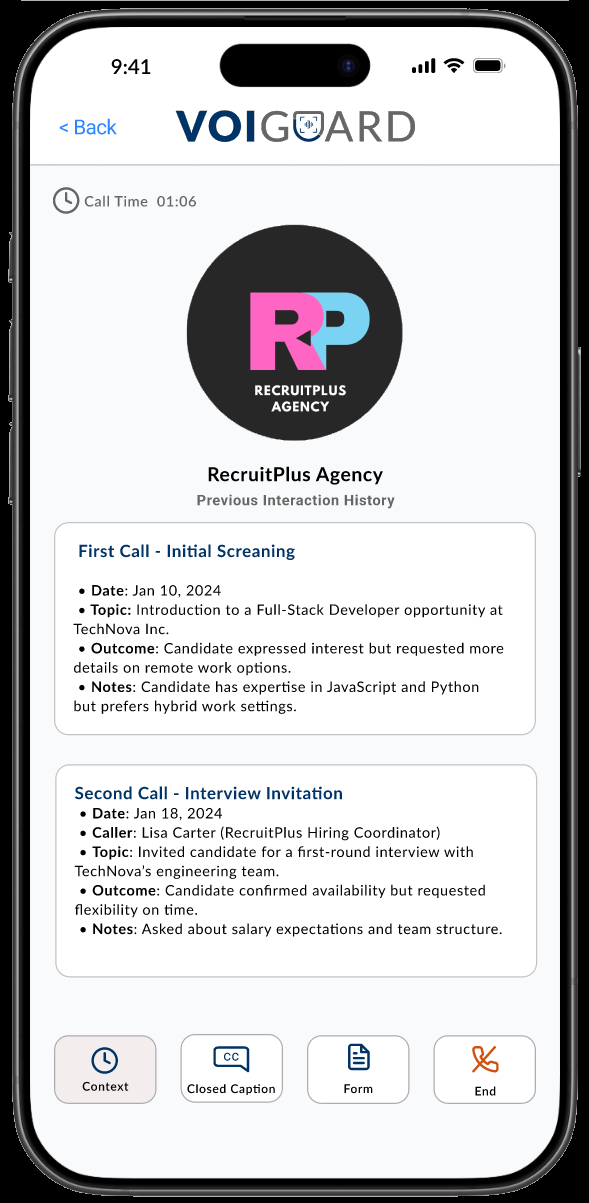 9:41
< Back
VOIGUARD
Call Time 01:06
RP
RECRUITPLUS
AGENCY
RecruitPlus Agency
Previous Interaction History
First Call - Initial Screaning
• Date: Jan 10, 2024
• Topic: Introduction to a Full-Stack Developer opportunity at
TechNova Inc.
• Outcome: Candidate expressed interest but requested more
details on remote work options.
• Notes: Candidate has expertise in JavaScript and Python
but prefers hybrid work settings.
Second Call - Interview Invitation
• Date: Jan 18, 2024
• Caller: Lisa Carter (RecruitPlus Hiring Coordinator)
• Topic: Invited candidate for a first-round interview with
TechNova's engineering team.
• Outcome: Candidate confirmed availability but requested
flexibility on time.
• Notes: Asked about salary expectations and team structure.
Context
CC
Closed Caption
Form
End